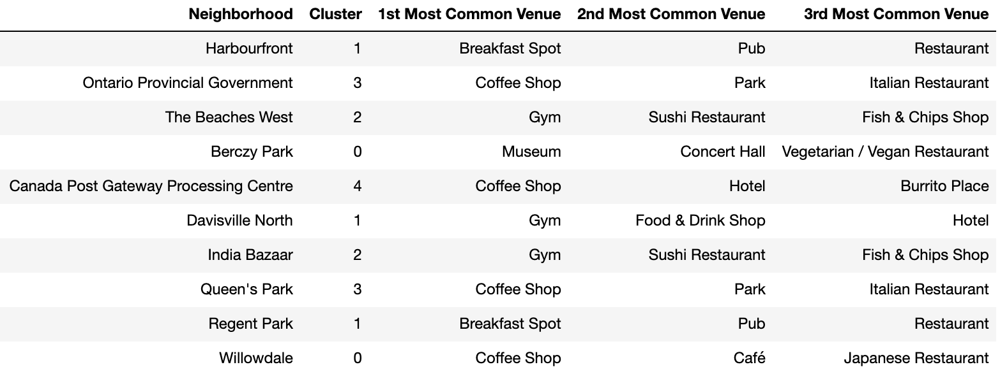 Neighborhood Cluster 1st Most Common Venue 2nd Most Common Venue 3rd Most Common Venue
Harbourfront 1 Breakfast Spot Pub Restaurant
Ontario Provincial Government 3 Coffee Shop Park Italian Restaurant
The Beaches West 2 Gym Sushi Restaurant Fish & Chips Shop
Berczy Park 0 Museum Concert Hall Vegetarian / Vegan Restaurant
Canada Post Gateway Processing Centre 4 Coffee Shop Hotel Burrito Place
Davisville North 1 Gym Food & Drink Shop Hotel
India Bazaar 2 Gym Sushi Restaurant Fish & Chips Shop
Queen's Park 3 Coffee Shop Park Italian Restaurant
Regent Park 1 Breakfast Spot Pub Restaurant
Willowdale 0 Coffee Shop Café Japanese Restaurant